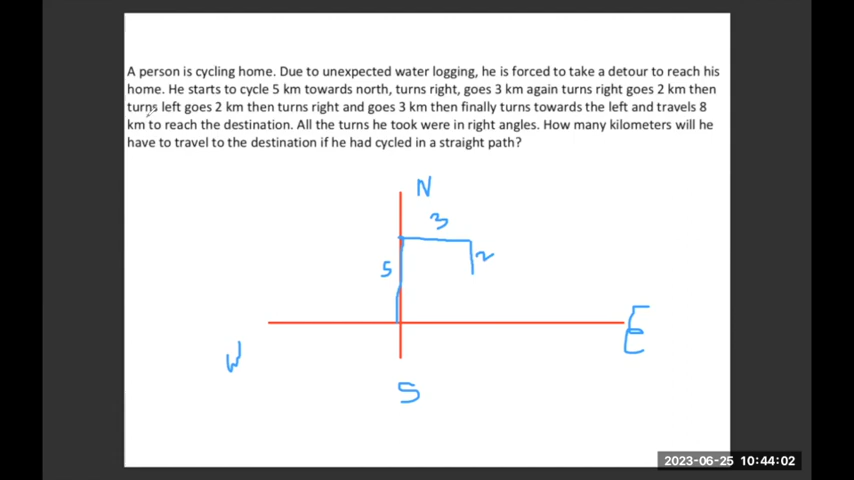 A person is cycling home. Due to unexpected water logging, he is forced to take a detour to reach his
home. He starts to cycle 5 km towards north, turns right, goes 3 km again turns right goes 2 km then
turns left goes 2 km then turns right and goes 3 km then finally turns towards the left and travels 8
km to reach the destination. All the turns he took were in right angles. How many kilometers will he
have to travel to the destination if he had cycled in a straight path?
N
3
5
2
E
W
S
2023-06-25 10:44:02